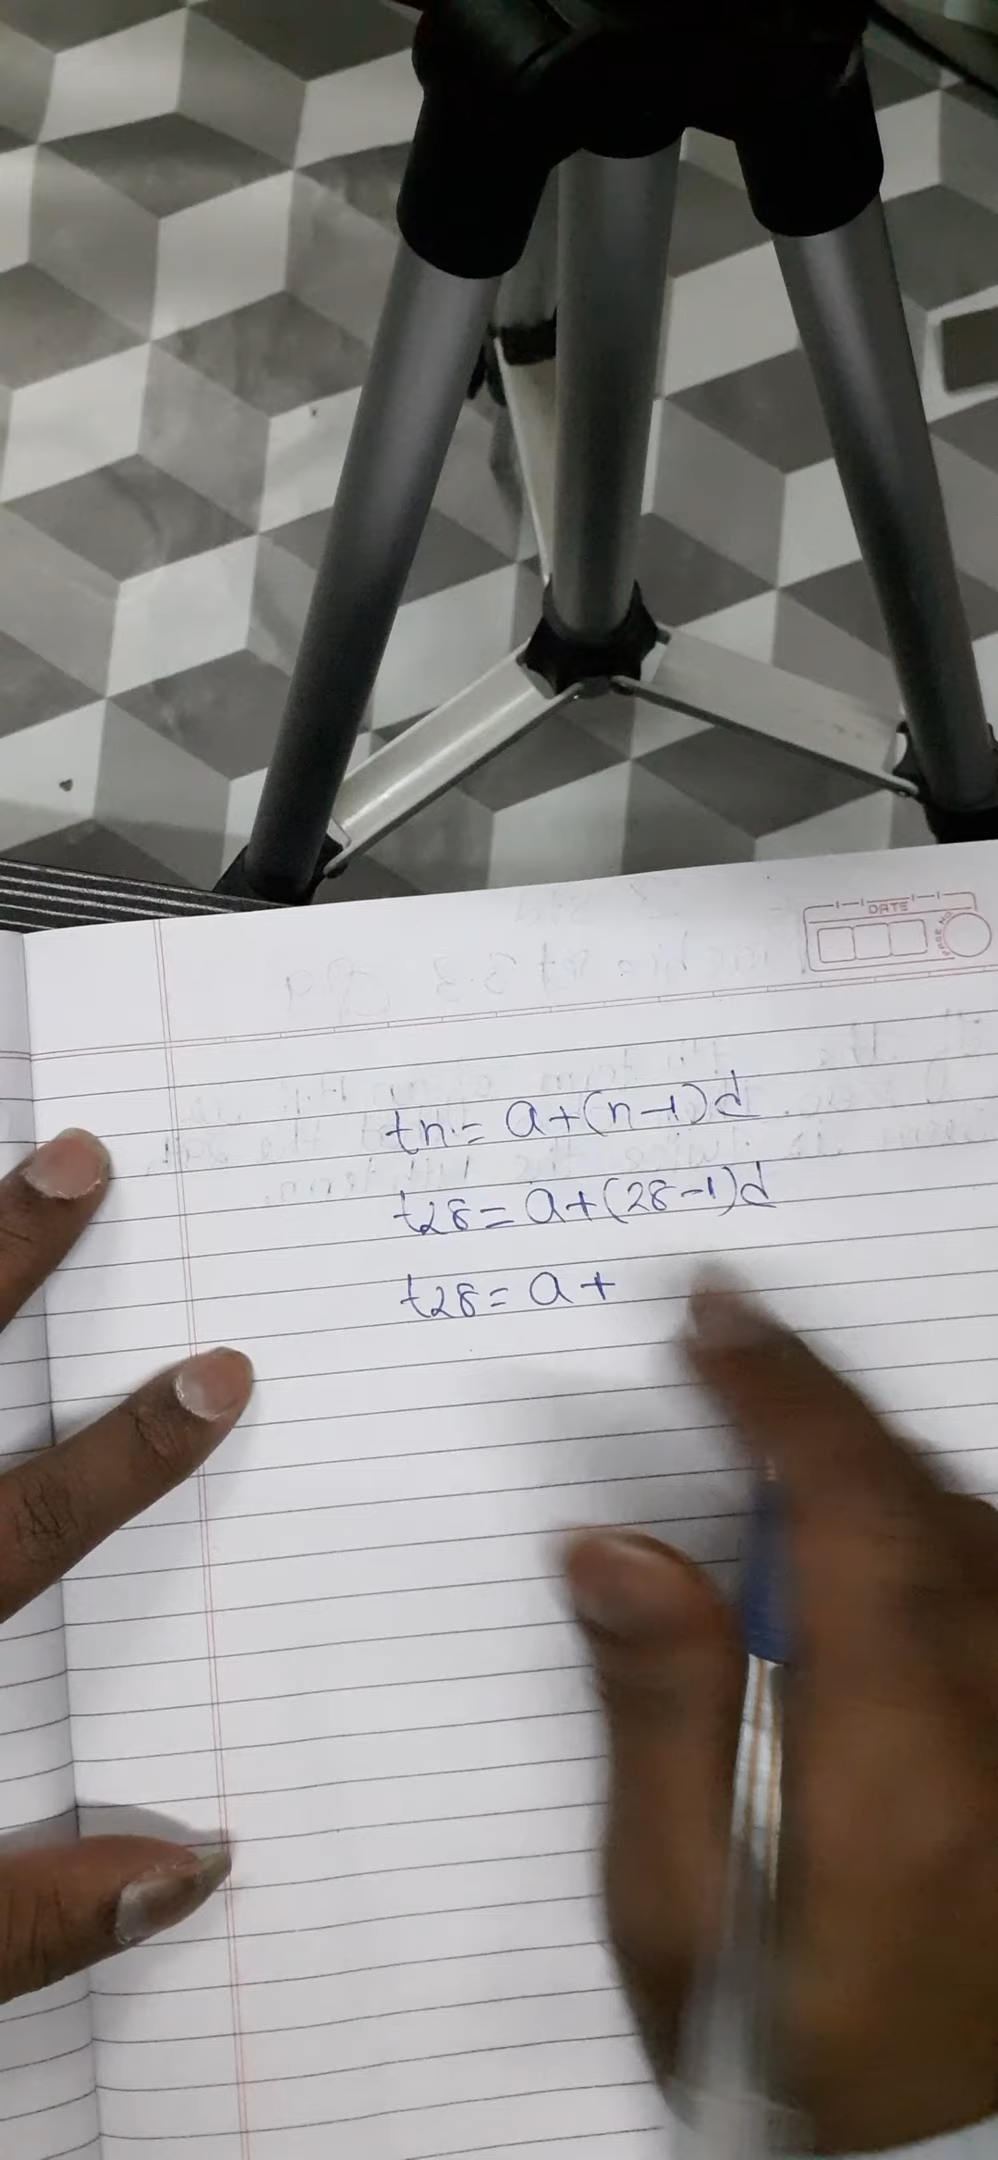 DATE
PAGE NO
tn = a+(n-1)d
t28 = a+(28-1)d
t28 = a +